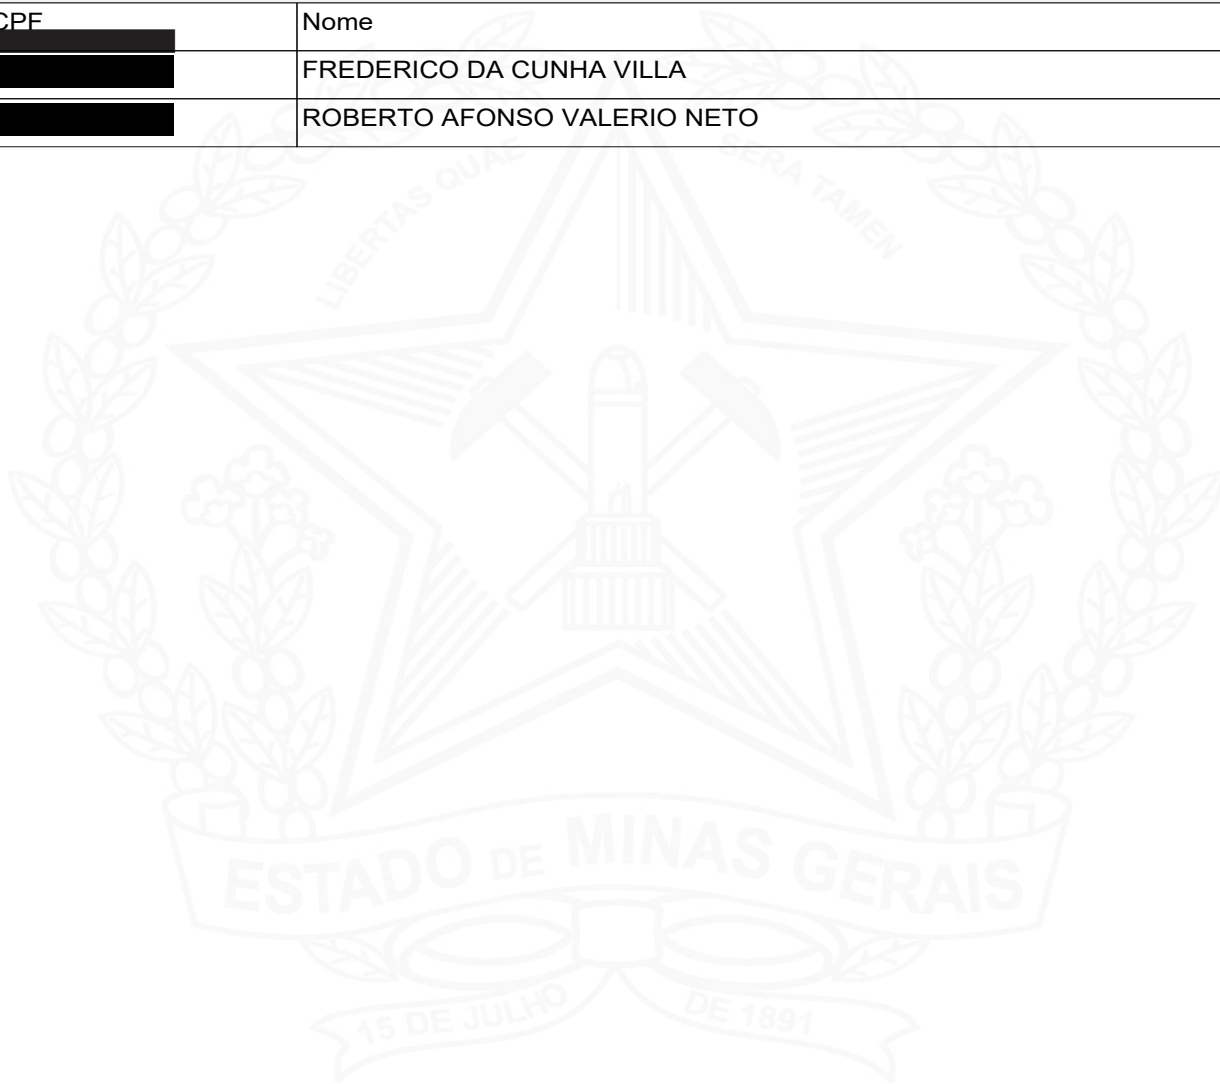 CPF Nome
FREDERICO DA CUNHA VILLA
ROBERTO AFONSO VALERIO NETO
LIBERTAS QUAE SERA TAMEN
ESTADO DE MINAS GERAIS
15 DE JULHO DE 1891